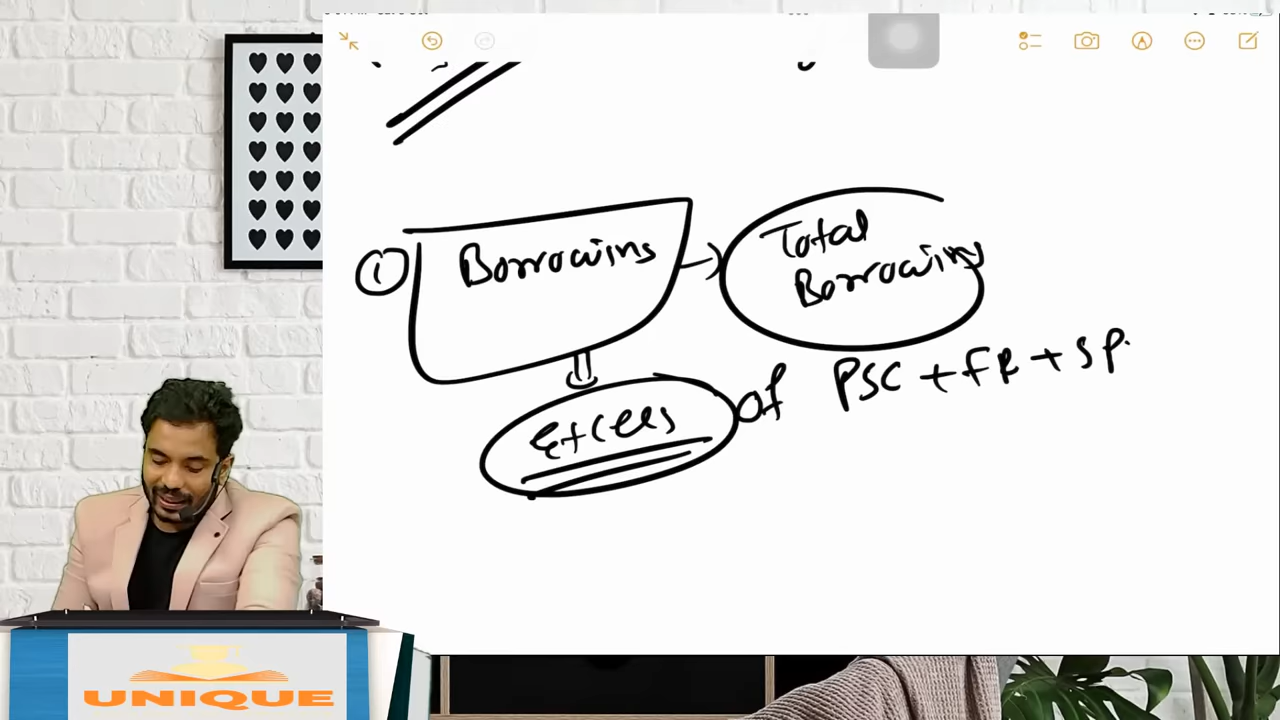 ① Borrowins → Total
Borrowing
Excess of PSC + FR + SP.
UNIQUE